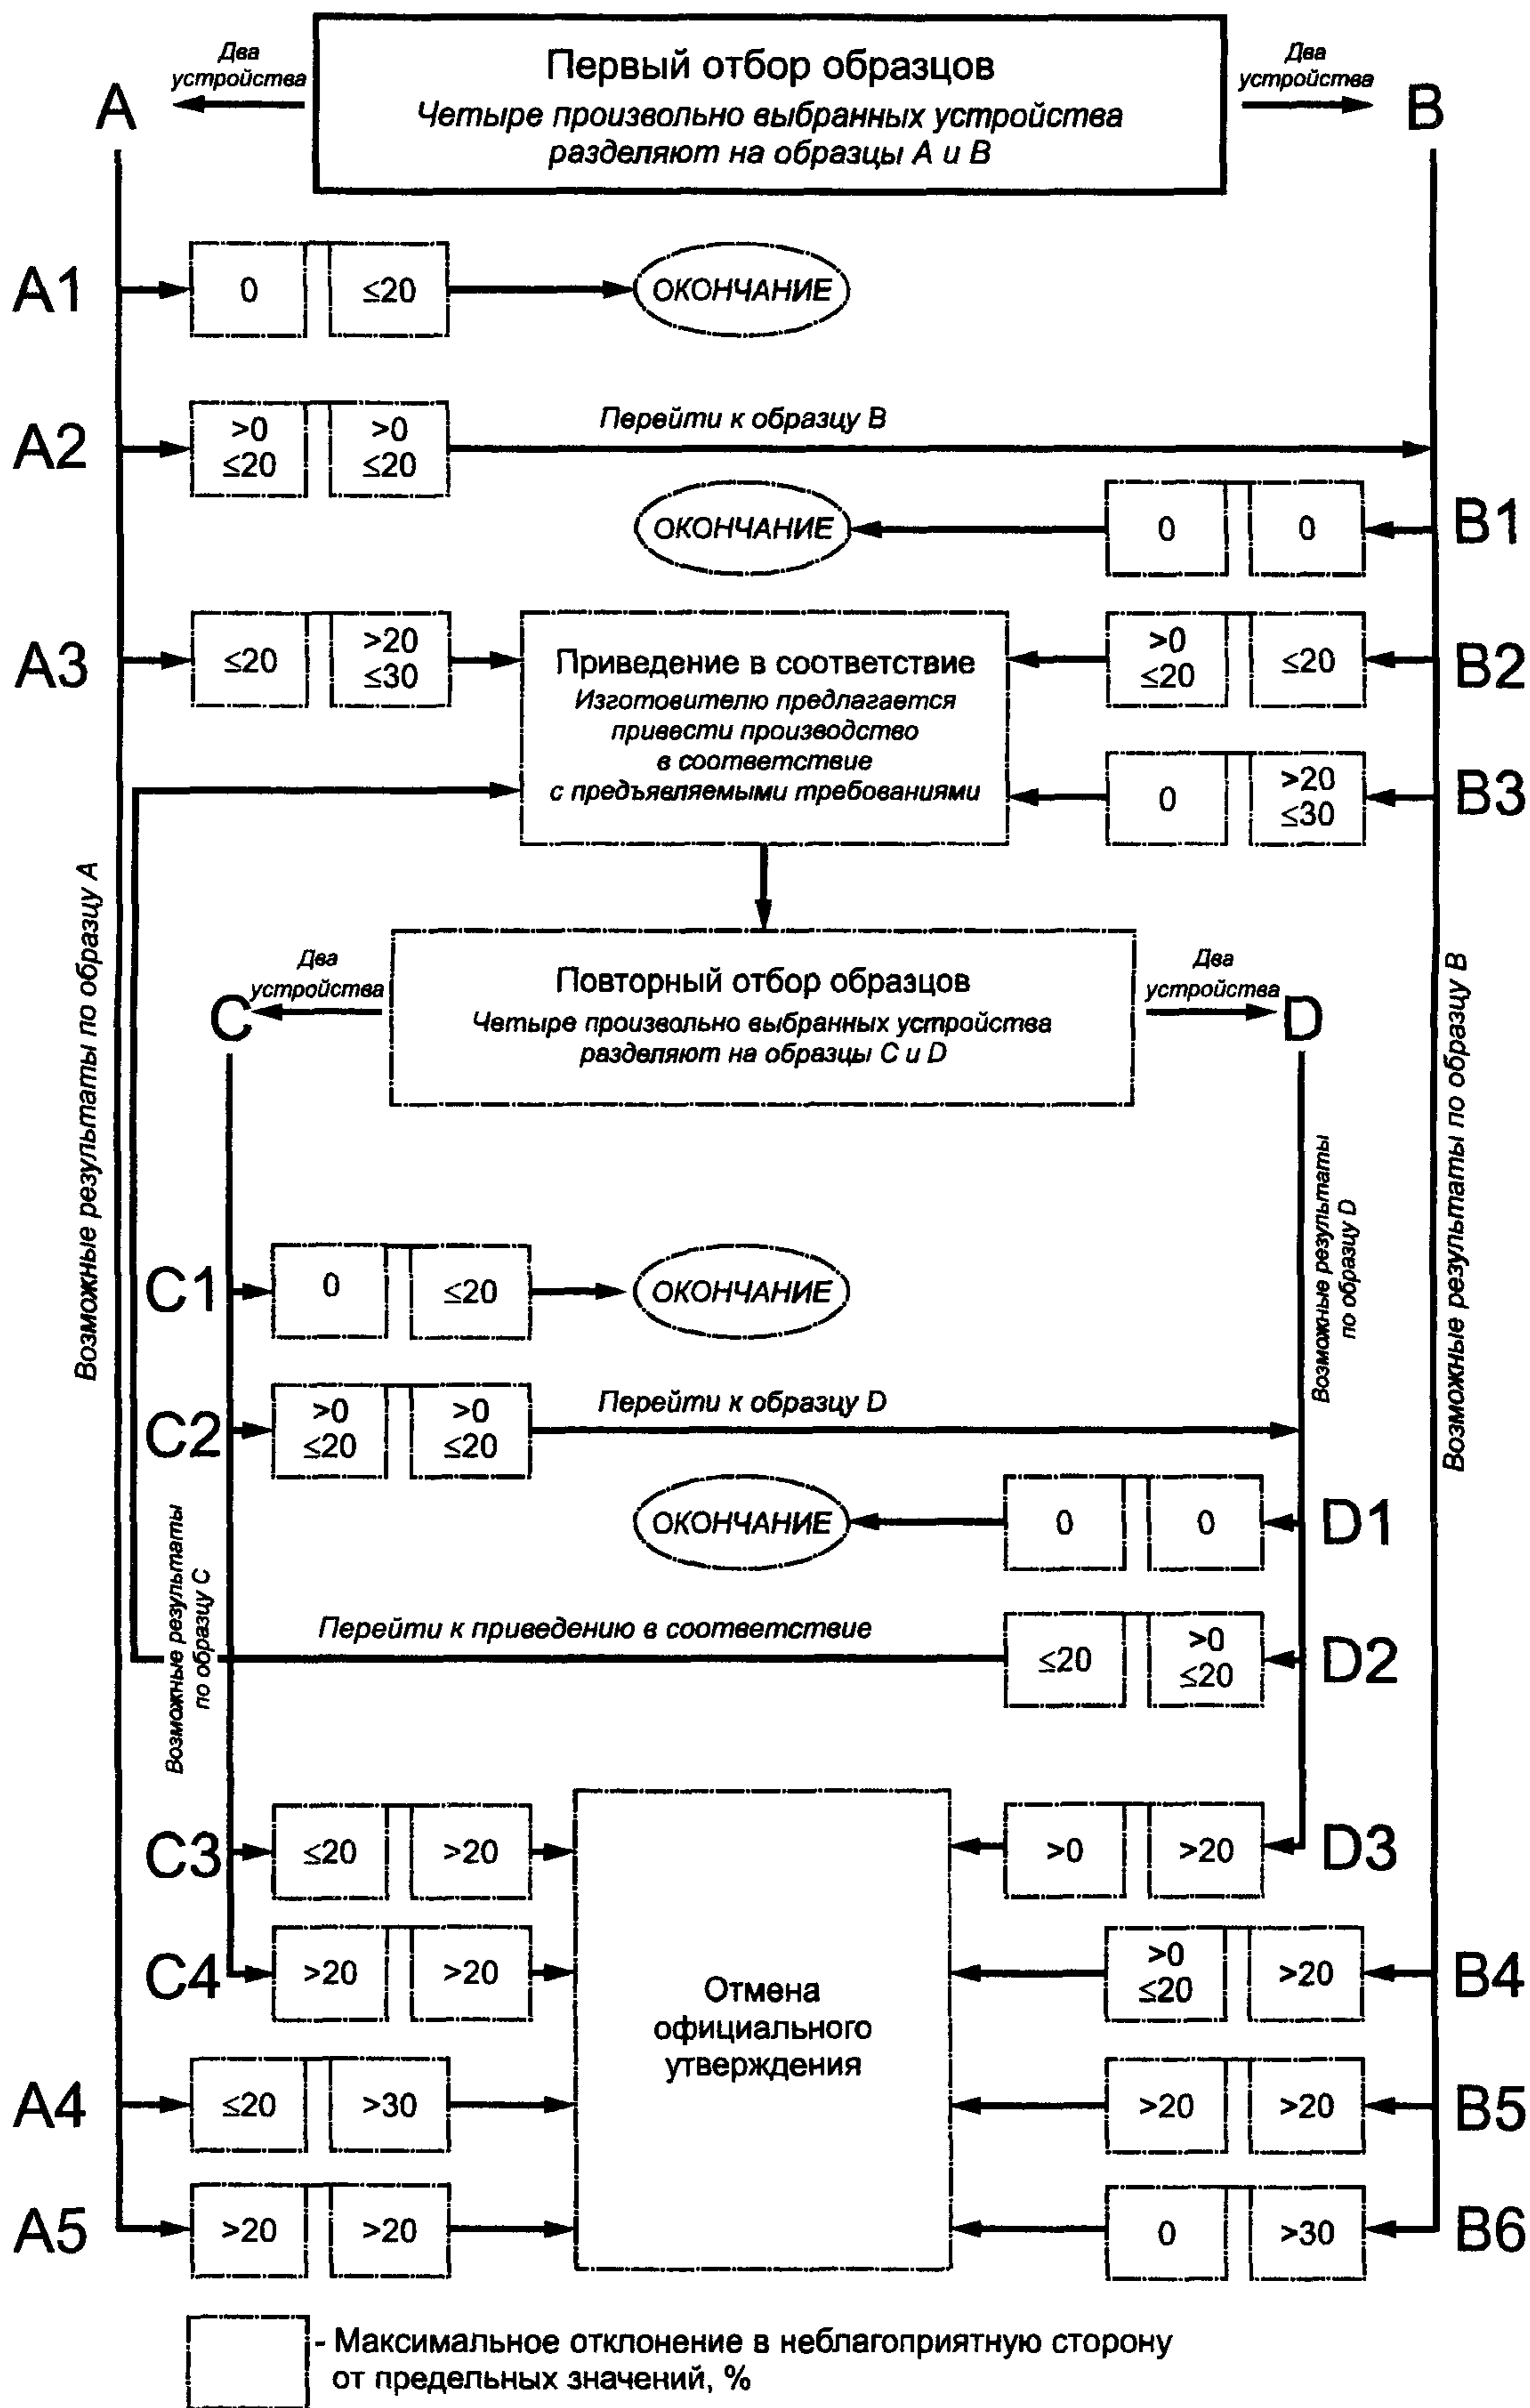 Два
устройства
Первый отбор образцов
Четыре произвольно выбранных устройства
разделяют на образцы A и B
Два
устройства
A
B
A1
0
≤20
ОКОНЧАНИЕ
A2
>0
≤20
>0
≤20
Перейти к образцу B
ОКОНЧАНИЕ
0
0
B1
A3
≤20
>20
≤30
Приведение в соответствие
Изготовителю предлагается
привести производство
в соответствие
с предъявляемыми требованиями
>0
≤20
≤20
B2
0
>20
≤30
B3
Возможные результаты по образцу A
Возможные результаты по образцу B
Два
устройства
Повторный отбор образцов
Четыре произвольно выбранных устройства
разделяют на образцы C и D
Два
устройства
C
D
Возможные результаты
по образцу D
C1
0
≤20
ОКОНЧАНИЕ
C2
>0
≤20
>0
≤20
Перейти к образцу D
ОКОНЧАНИЕ
0
0
D1
Возможные результаты
по образцу C
Перейти к приведению в соответствие
≤20
>0
≤20
D2
C3
≤20
>20
>0
>20
D3
C4
>20
>20
Отмена
официального
утверждения
>0
≤20
>20
B4
A4
≤20
>30
>20
>20
B5
A5
>20
>20
0
>30
B6
- Максимальное отклонение в неблагоприятную сторону
от предельных значений, %